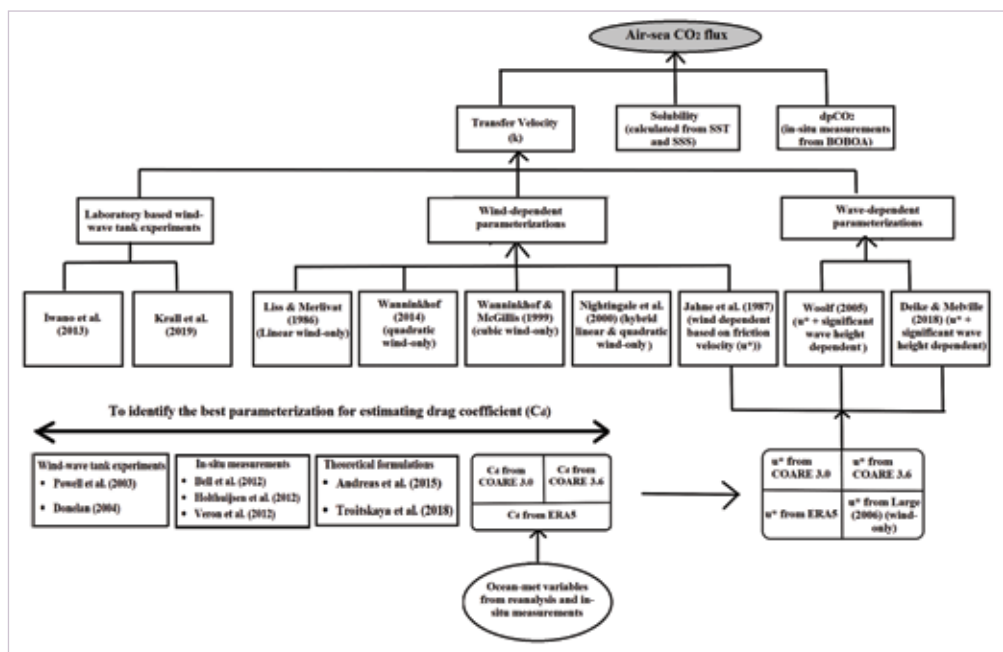 Air-sea CO₂ flux
Transfer Velocity
(k)
Solubility
(calculated from SST
and SSS)
dpCO₂
(in-situ measurements
from BOBOA)
Laboratory based wind-
wave tank experiments
Wind-dependent
parameterizations
Wave-dependent
parameterizations
Iwano et al.
(2013)
Krall et al.
(2019)
Liss & Merlivat
(1986)
(Linear wind-only)
Wanninkhof
(2014)
(quadratic
wind-only)
Wanninkhof &
McGillis (1999)
(cubic wind-only)
Nightingale et al.
(2000) (hybrid
linear & quadratic
wind-only)
Jahne et al. (1987)
(wind dependent
based on friction
velocity (u*))
Woolf (2005)
(u* + significant
wave height
dependent)
Deike & Melville
(2018) (u* +
significant wave
height dependent)
To identify the best parameterization for estimating drag coefficient (Cd)
Wind-wave tank experiments
• Powell et al. (2003)
• Donelan (2004)
In-situ measurements
• Bell et al. (2012)
• Holthuijsen et al. (2012)
• Veron et al. (2012)
Theoretical formulations
• Andreas et al. (2015)
• Troitskaya et al. (2018)
Cd from
COARE 3.0
Cd from
COARE 3.6
Cd from ERA5
u* from
COARE 3.0
u* from
COARE 3.6
u* from ERA5
u* from Large
(2006) (wind-
only)
Ocean-met variables
from reanalysis and in-
situ measurements